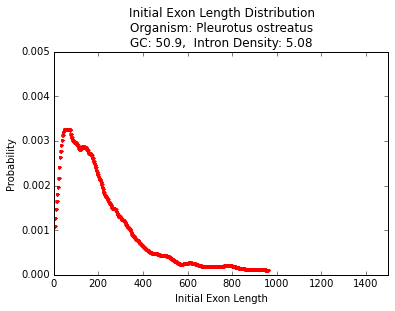 Initial Exon Length Distribution
Organism: Pleurotus ostreatus
GC: 50.9,  Intron Density: 5.08
0.005
0.004
0.003
0.002
0.001
0.000
Probability
0 200 400 600 800 1000 1200 1400
Initial Exon Length